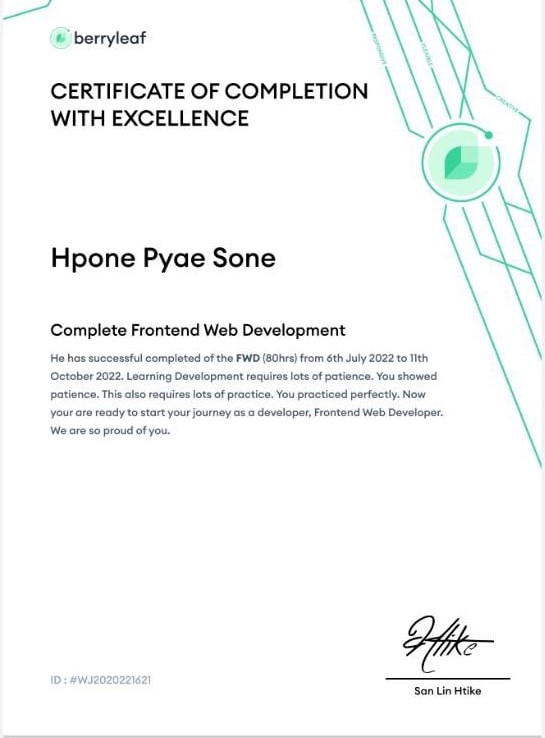 berryleaf
RESPONSIVE
FLEXIBLE
CREATIVE
CERTIFICATE OF COMPLETION
WITH EXCELLENCE
Hpone Pyae Sone
Complete Frontend Web Development
He has successful completed of the FWD (80hrs) from 6th July 2022 to 11th
October 2022. Learning Development requires lots of patience. You showed
patience. This also requires lots of practice. You practiced perfectly. Now
your are ready to start your journey as a developer, Frontend Web Developer.
We are so proud of you.
Htike
ID : #WJ2020221621
San Lin Htike